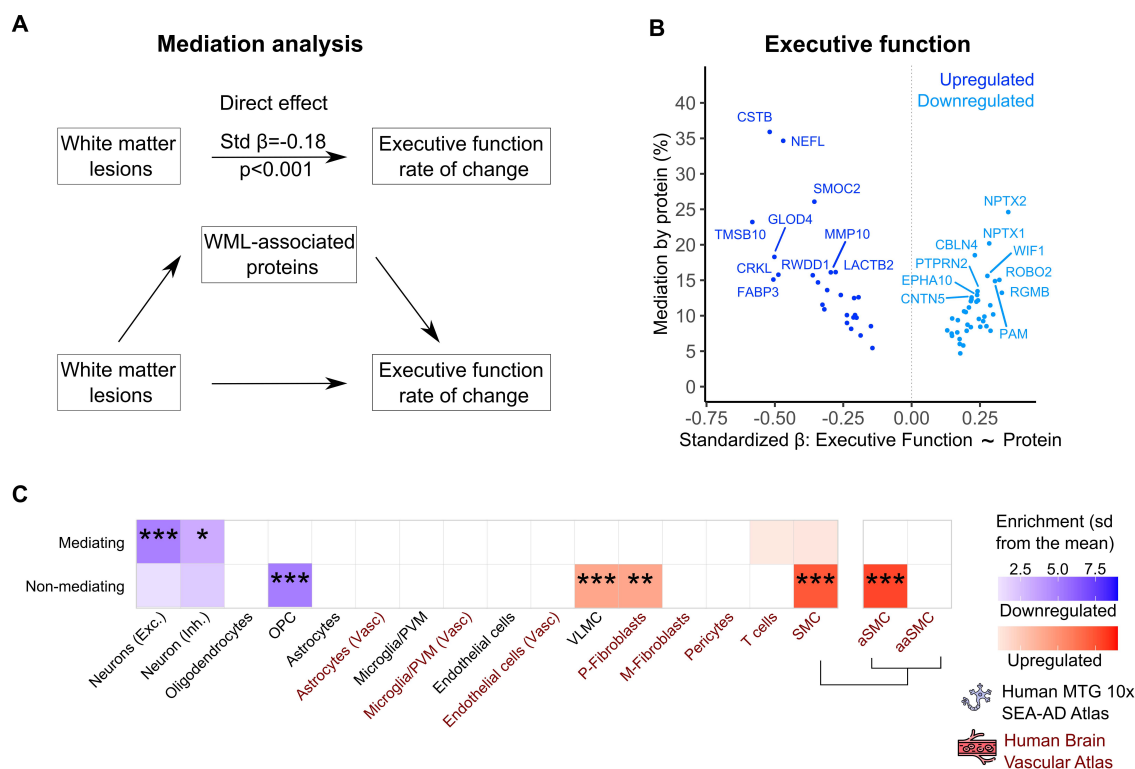 A
Mediation analysis
Direct effect
White matter
lesions
Std β=-0.18
p<0.001
Executive function
rate of change
WML-associated
proteins
White matter
lesions
Executive function
rate of change
B
Executive function
Upregulated
Downregulated
Mediation by protein (%)
40
35
30
25
20
15
10
5
0
CSTB
NEFL
SMOC2
GLOD4
TMSB10
MMP10
CRKL
RWDD1
LACTB2
FABP3
NPTX2
NPTX1
CBLN4
WIF1
PTPRN2
ROBO2
EPHA10
RGMB
CNTN5
PAM
-0.75
-0.50
-0.25
0.00
0.25
Standardized β: Executive Function ~ Protein
C
Mediating
*** *
Non-mediating
*** *** ** *** ***
Neurons (Exc.)
Neuron (Inh.)
Oligodendrocytes
OPC
Astrocytes
Astrocytes (Vasc)
Microglia/PVM
Microglia/PVM (Vasc)
Endothelial cells
Endothelial cells (Vasc)
VLMC
P-Fibroblasts
M-Fibroblasts
Pericytes
T cells
SMC
aSMC
aaSMC
Enrichment (sd
from the mean)
2.5 5.0 7.5
Downregulated
Upregulated
Human MTG 10x
SEA-AD Atlas
Human Brain
Vascular Atlas